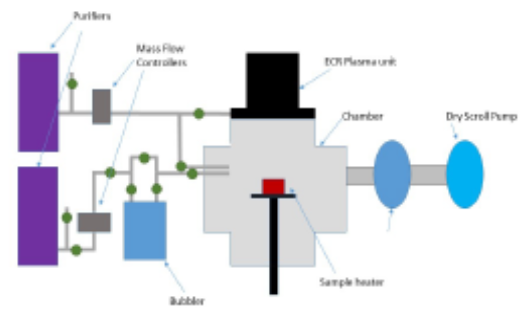 Purifiers
Mass Flow
Controllers
ECR Plasma unit
Chamber
Dry Scroll Pump
Sample heater
Bubbler